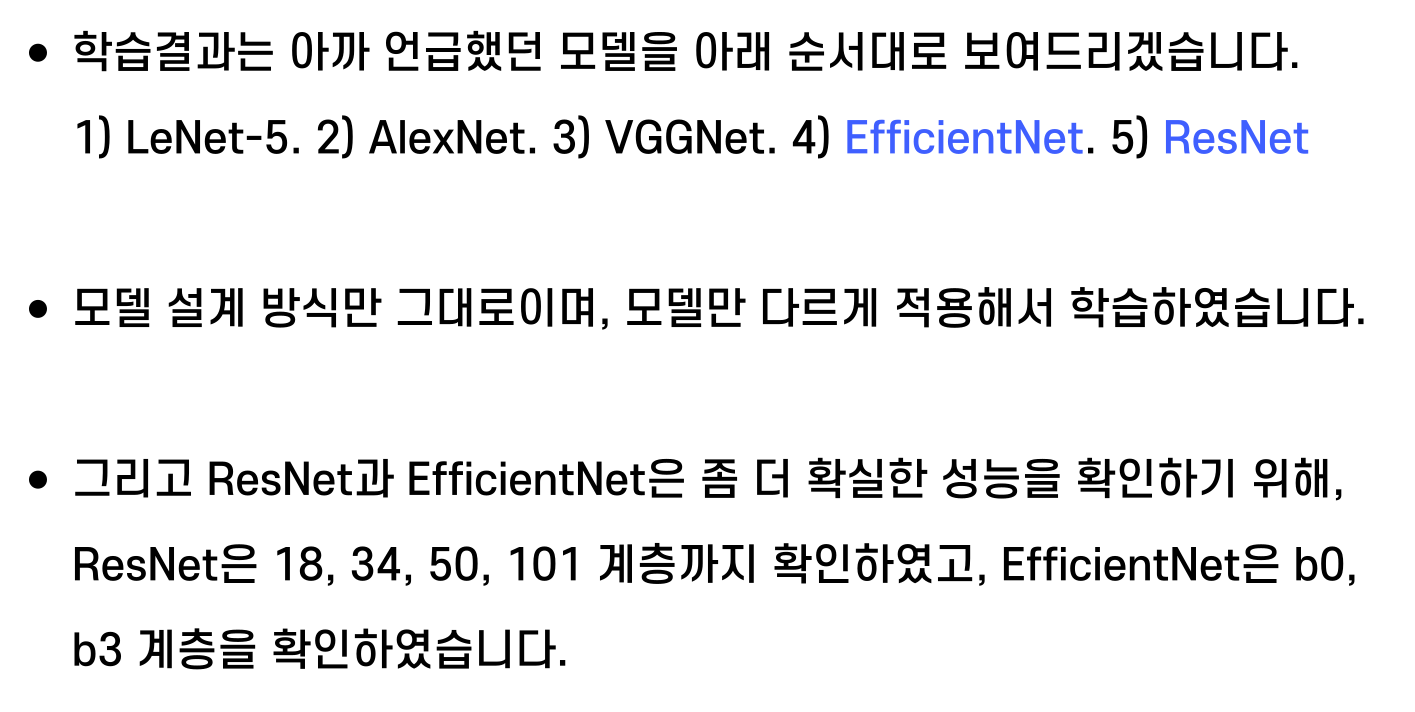 • 학습결과는 아까 언급했던 모델을 아래 순서대로 보여드리겠습니다.
1) LeNet-5. 2) AlexNet. 3) VGGNet. 4) EfficientNet. 5) ResNet
• 모델 설계 방식만 그대로이며, 모델만 다르게 적용해서 학습하였습니다.
• 그리고 ResNet과 EfficientNet은 좀 더 확실한 성능을 확인하기 위해,
ResNet은 18, 34, 50, 101 계층까지 확인하였고, EfficientNet은 b0,
b3 계층을 확인하였습니다.